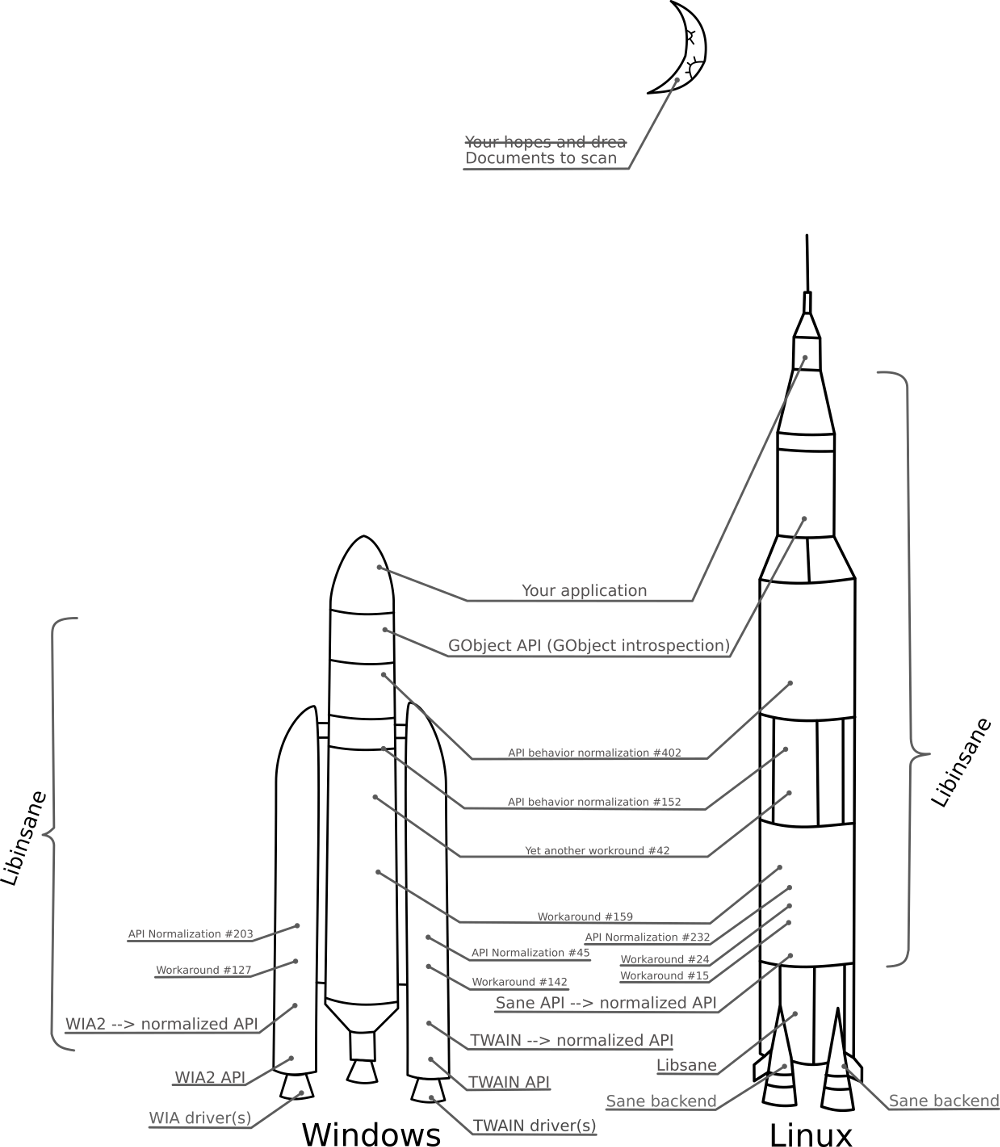 Your hopes and drea
Documents to scan
Your application
GObject API (GObject introspection)
API behavior normalization #402
API behavior normalization #152
Yet another workround #42
Workaround #159
Libinsane
Libinsane
API Normalization #203
Workaround #127
WIA2 --> normalized API
WIA2 API
WIA driver(s)
API Normalization #45
Workaround #142
TWAIN --> normalized API
TWAIN API
TWAIN driver(s)
API Normalization #232
Workaround #24
Workaround #15
Sane API --> normalized API
Libsane
Sane backend
Sane backend
Windows
Linux